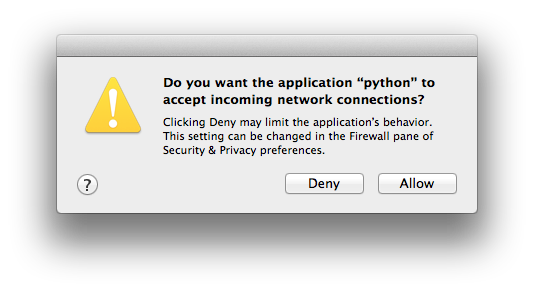 Do you want the application “python” to
accept incoming network connections?
Clicking Deny may limit the application’s behavior.
This setting can be changed in the Firewall pane of
Security & Privacy preferences.
?
Deny
Allow